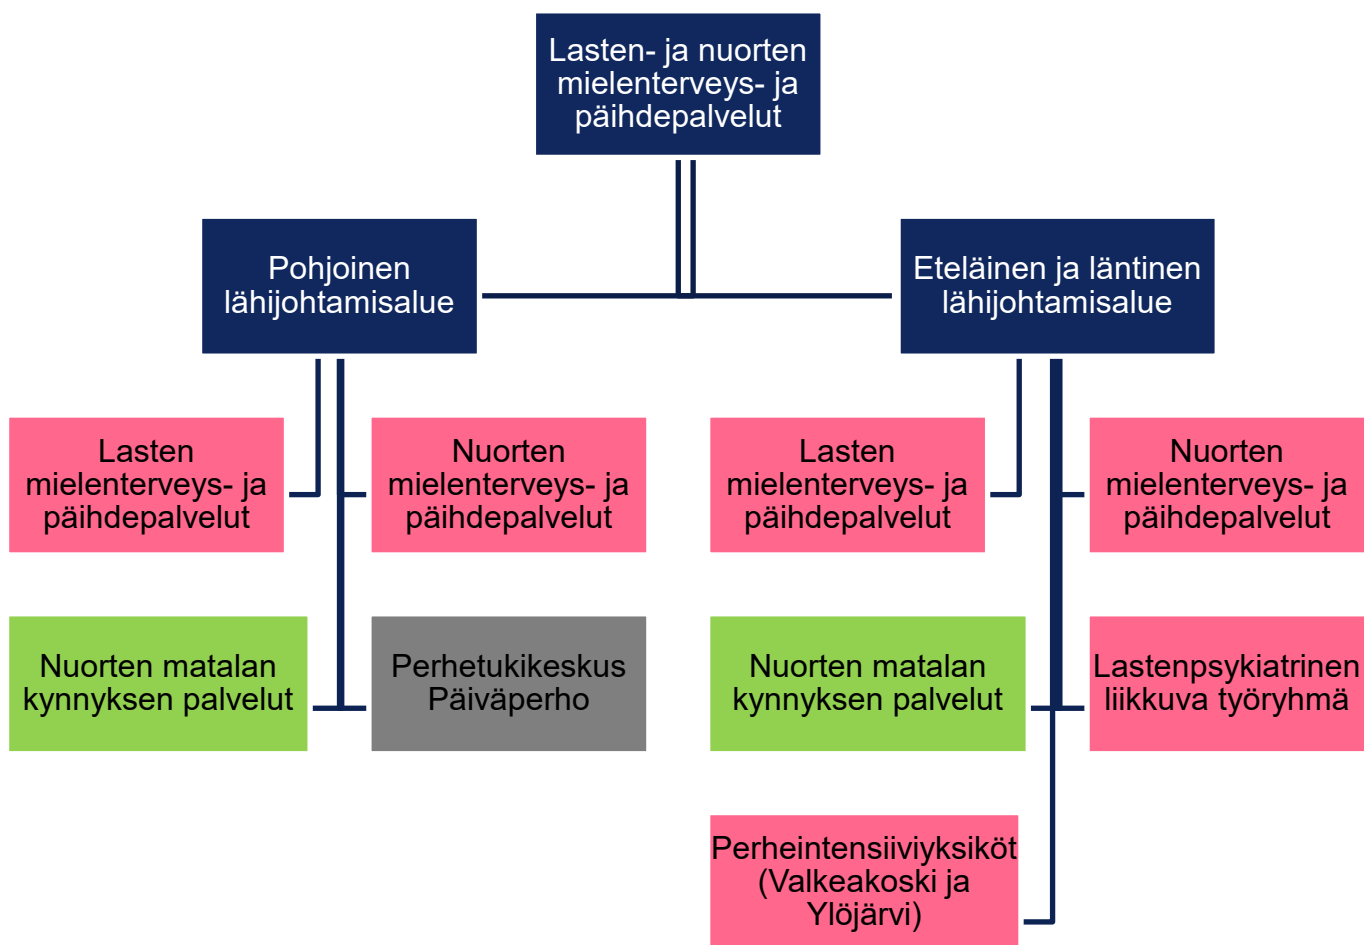 Lasten- ja nuorten
mielenterveys- ja
päihdepalvelut
Pohjoinen
lähijohtamisalue
Eteläinen ja läntinen
lähijohtamisalue
Lasten
mielenterveys- ja
päihdepalvelut
Nuorten
mielenterveys- ja
päihdepalvelut
Lasten
mielenterveys- ja
päihdepalvelut
Nuorten
mielenterveys- ja
päihdepalvelut
Nuorten matalan
kynnyksen palvelut
Perhetukikeskus
Päiväperho
Nuorten matalan
kynnyksen palvelut
Lastenpsykiatrinen
liikkuva työryhmä
Perheintensiiviyksiköt
(Valkeakoski ja
Ylöjärvi)